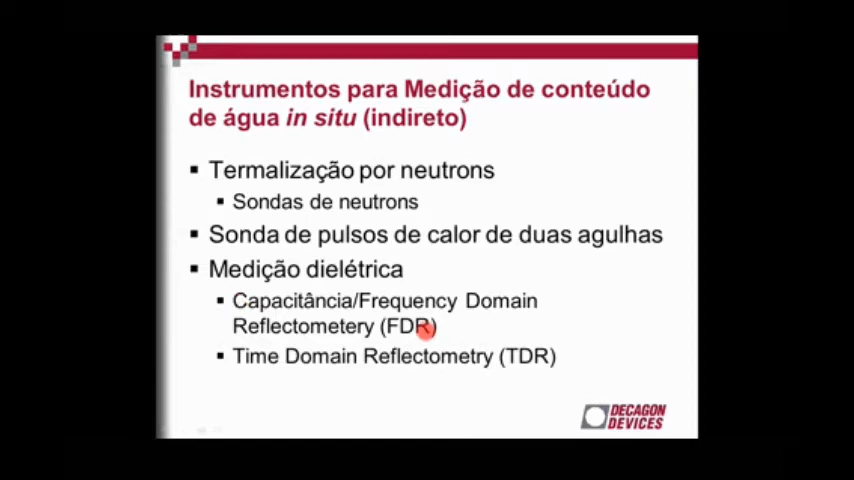 Instrumentos para Medição de conteúdo
de água in situ (indireto)
▪ Termalização por neutrons
▪ Sondas de neutrons
▪ Sonda de pulsos de calor de duas agulhas
▪ Medição dielétrica
▪ Capacitância/Frequency Domain
Reflectometery (FDR)
▪ Time Domain Reflectometry (TDR)
DECAGON
DEVICES